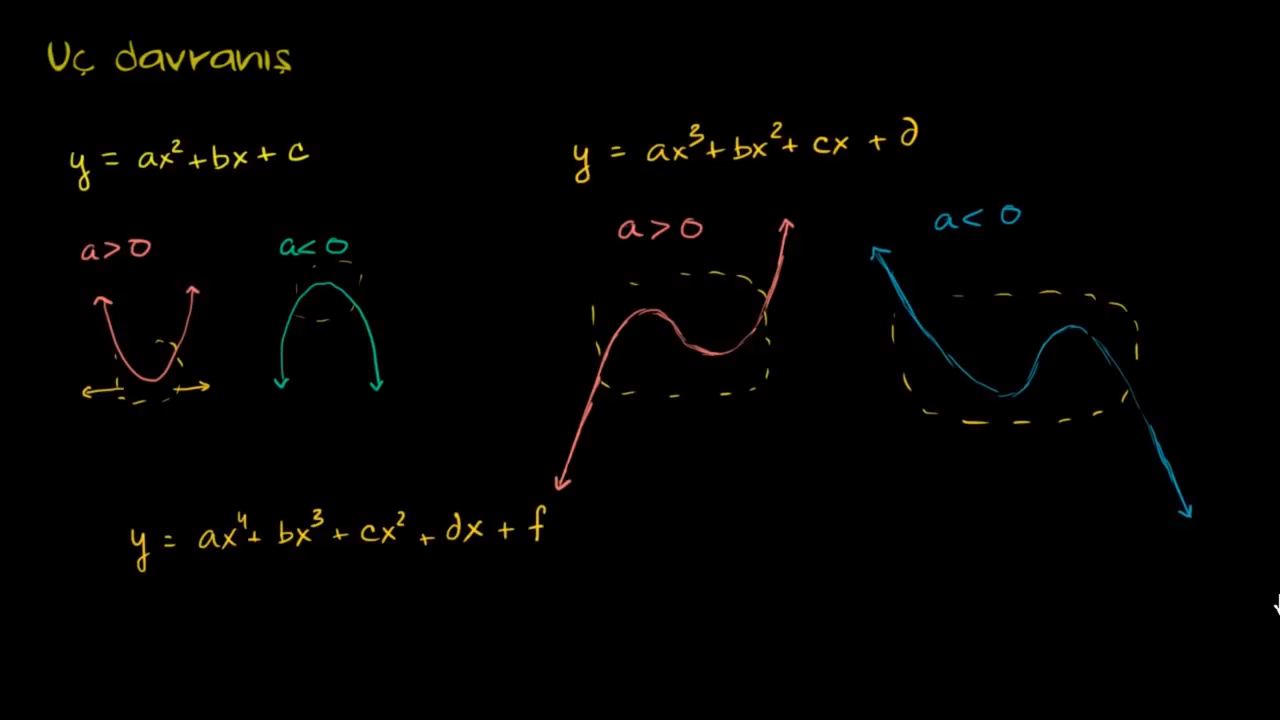 Uç davranış
y = ax² + bx + c
a > 0
a < 0
y = ax³ + bx² + cx + d
a > 0
a < 0
y = ax⁴ + bx³ + cx² + dx + f